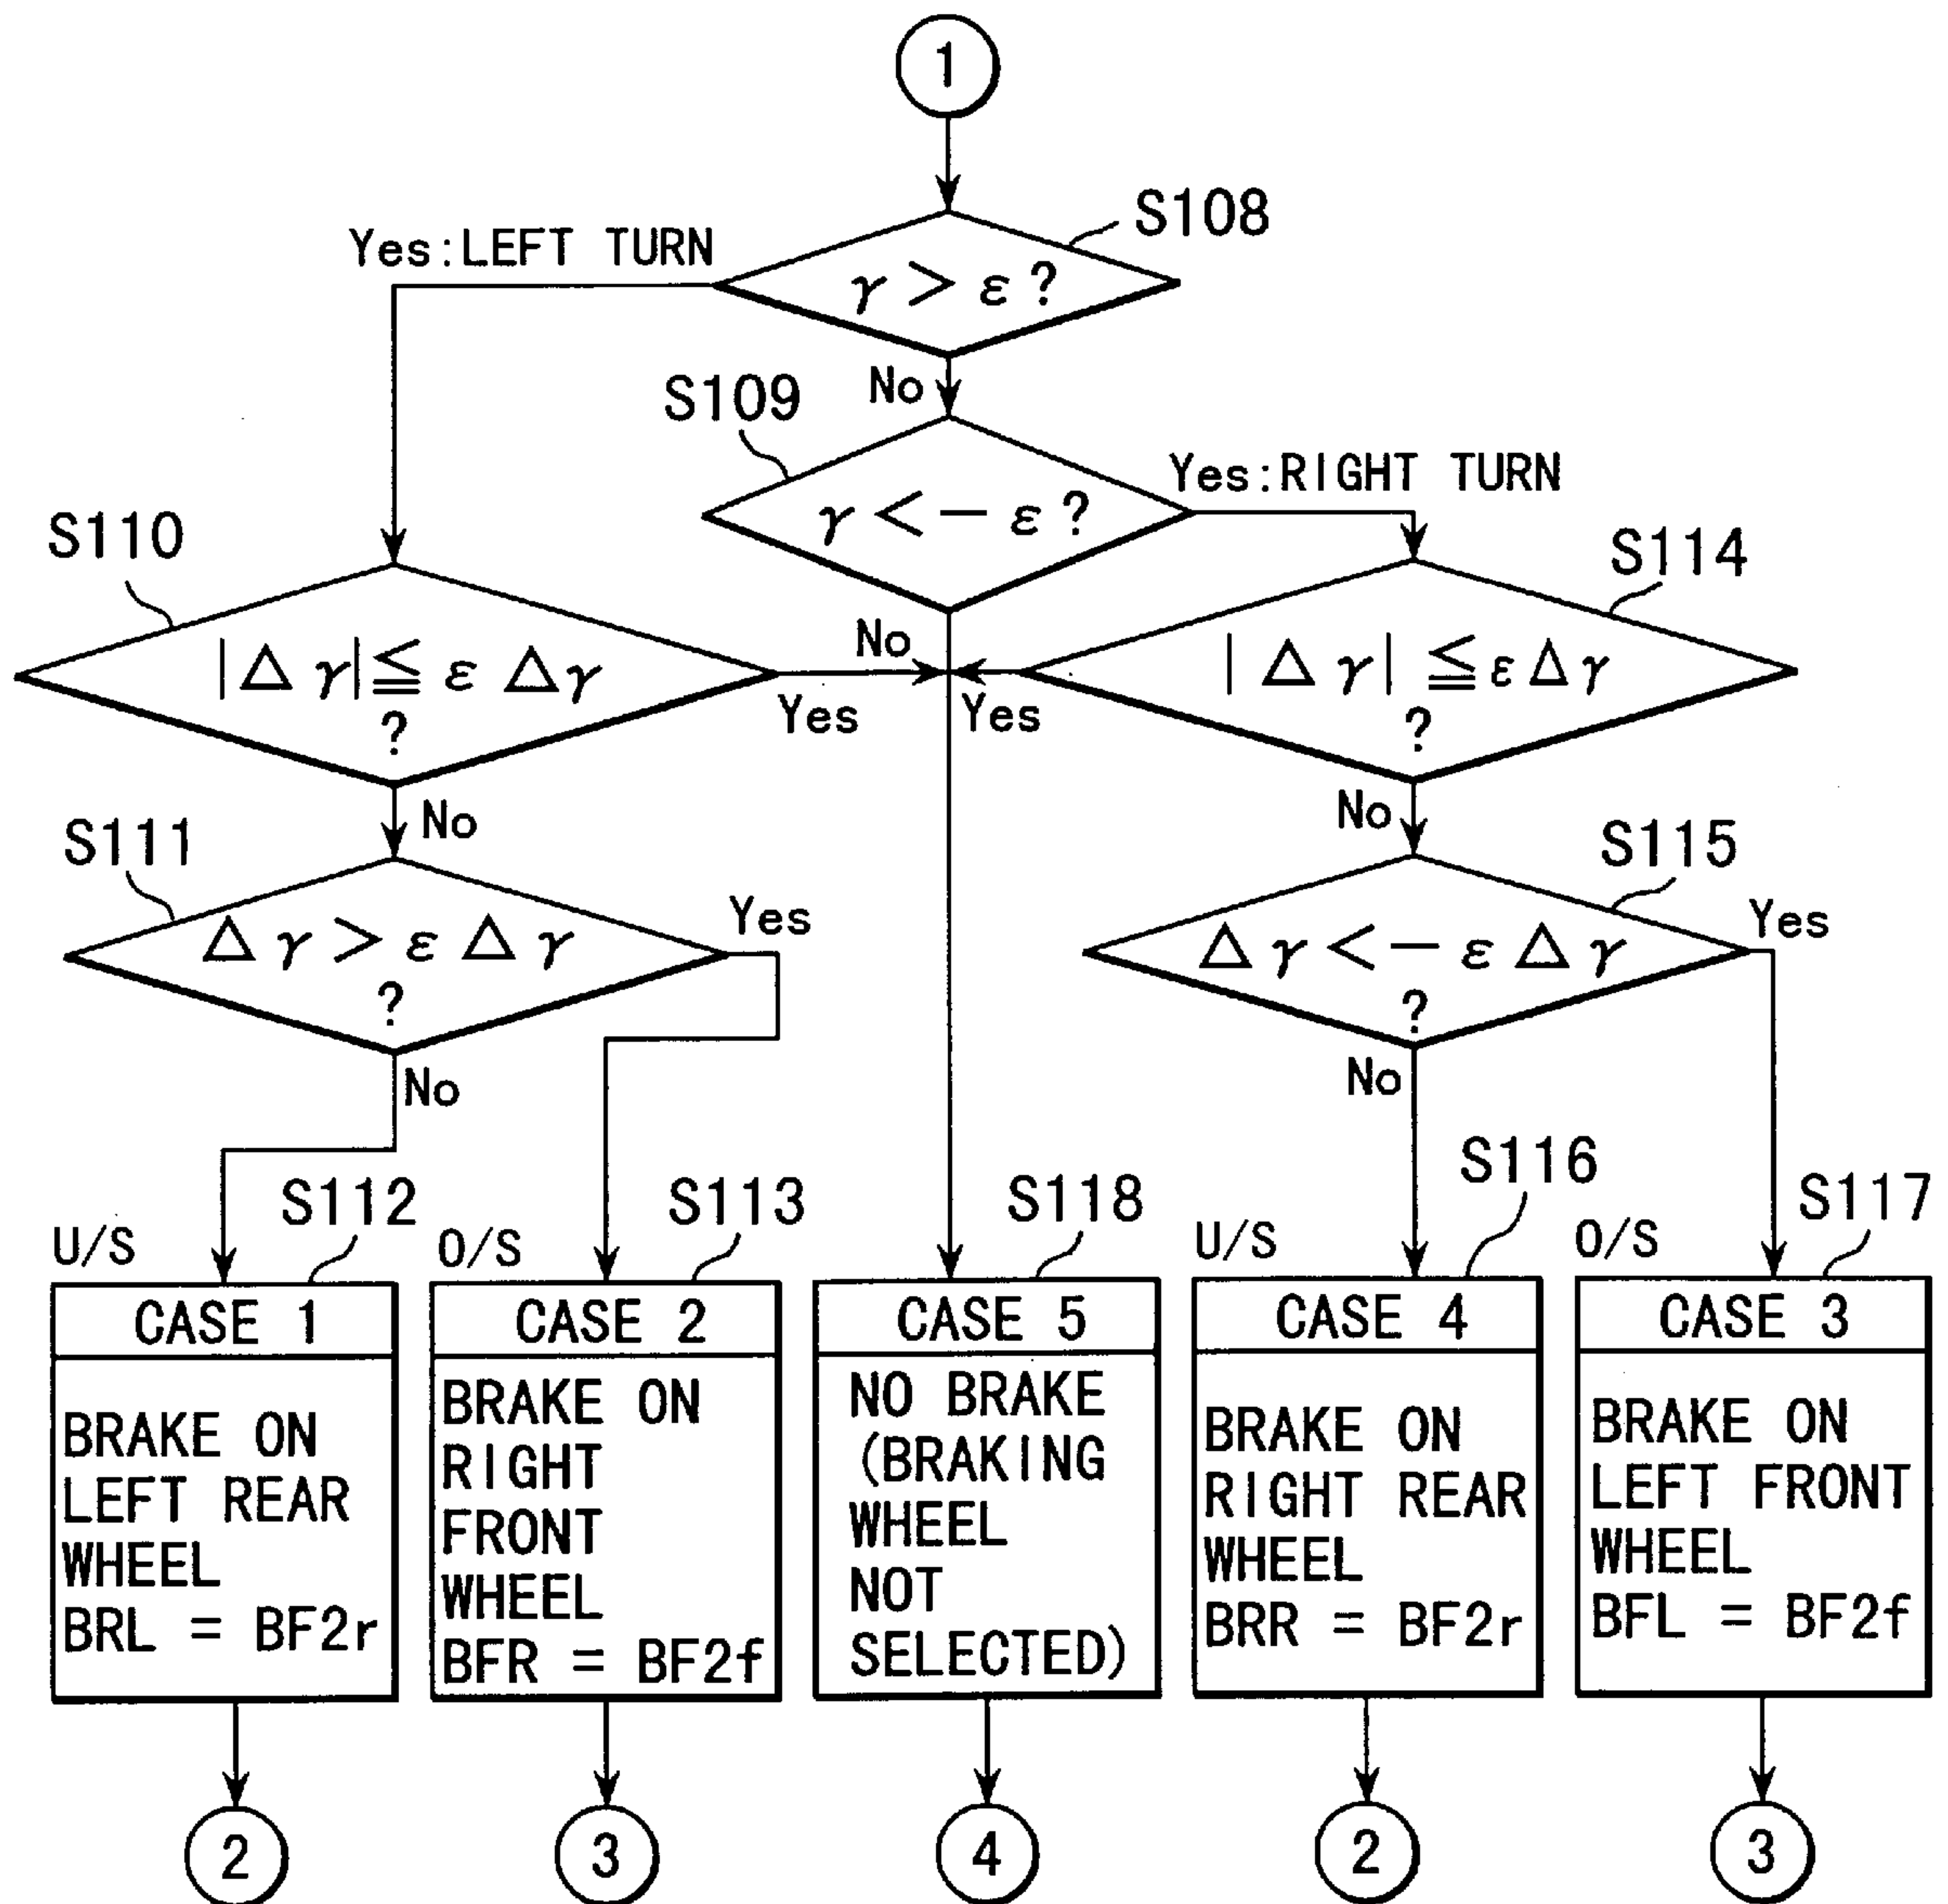 1
S108
Yes:LEFT TURN
γ > ε ?
No
S109
Yes:RIGHT TURN
γ < − ε ?
S110
S114
No
|Δ γ| ≦ ε Δγ
?
Yes
Yes
|Δ γ| ≦ ε Δγ
?
No
No
S111
S115
Yes
Yes
Δ γ > ε Δ γ
?
Δ γ < − ε Δ γ
?
No
No
S112
S113
S118
S116
S117
U/S
O/S
U/S
O/S
CASE 1
BRAKE ON
LEFT REAR
WHEEL
BRL = BF2r
CASE 2
BRAKE ON
RIGHT
FRONT
WHEEL
BFR = BF2f
CASE 5
NO BRAKE
(BRAKING
WHEEL
NOT
SELECTED)
CASE 4
BRAKE ON
RIGHT REAR
WHEEL
BRR = BF2r
CASE 3
BRAKE ON
LEFT FRONT
WHEEL
BFL = BF2f
2
3
4
2
3